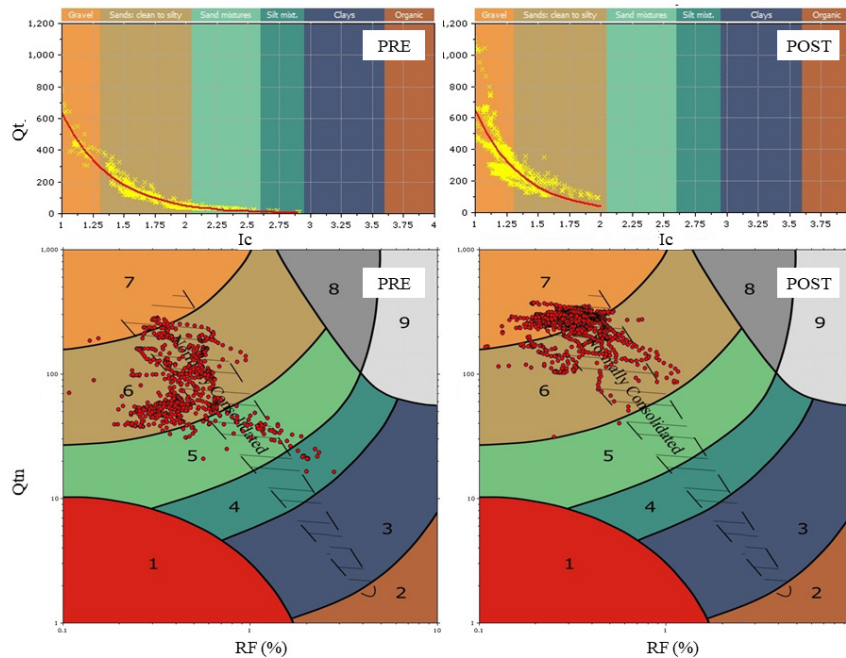 Gravel Sands: clean to silty Sand mixtures Silt mixt. Clays Organic
PRE
1,200
1,000
800
600
400
200
0
Qt.
1 1.25 1.5 1.75 2 2.25 2.5 2.75 3 3.25 3.5 3.75 4
Ic
Gravel Sands: clean to silty Sand mixtures Silt mixt. Clays Organic
POST
1,200
1,000
800
600
400
200
0
1 1.25 1.5 1.75 2 2.25 2.5 2.75 3 3.25 3.5 3.75
Ic
PRE
1,000
100
10
1
Qtn
7
8
9
6
5
4
3
1
2
Normally Consolidated
0.1 1 10
RF (%)
POST
1,000
100
10
1
7
8
9
6
5
4
3
1
2
Normally Consolidated
0.1 1
RF (%)